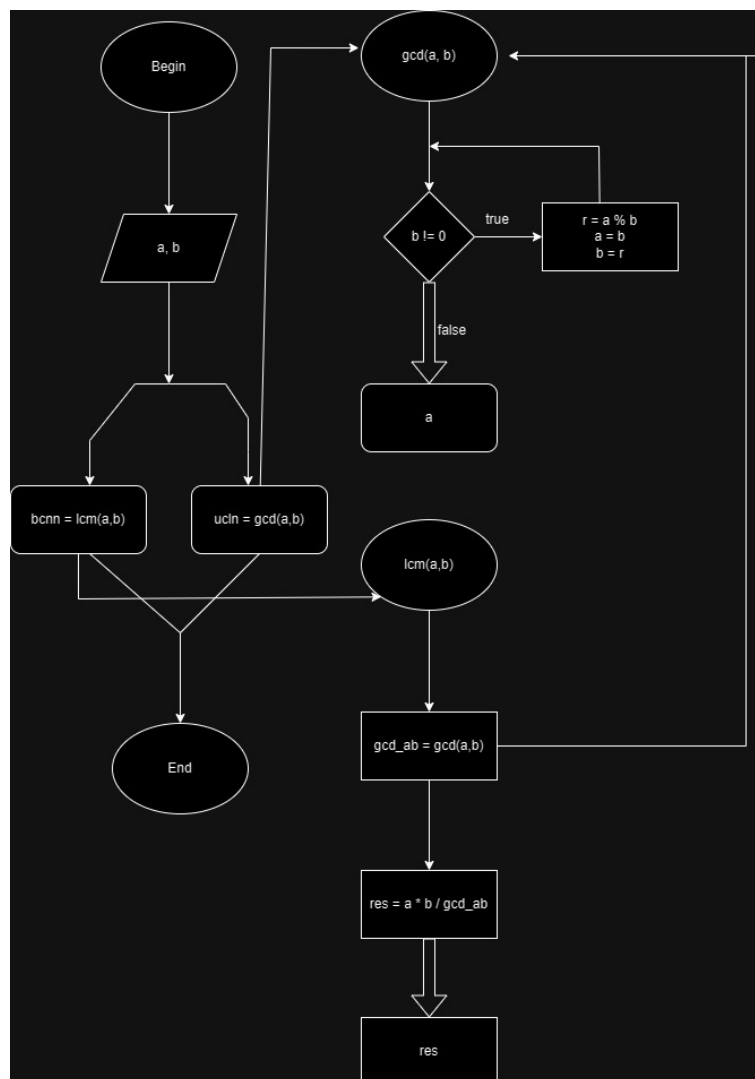 Begin
gcd(a, b)
a, b
b != 0
true
r = a % b
a = b
b = r
false
a
bcnn = lcm(a,b)
ucln = gcd(a,b)
lcm(a,b)
gcd_ab = gcd(a,b)
End
res = a * b / gcd_ab
res